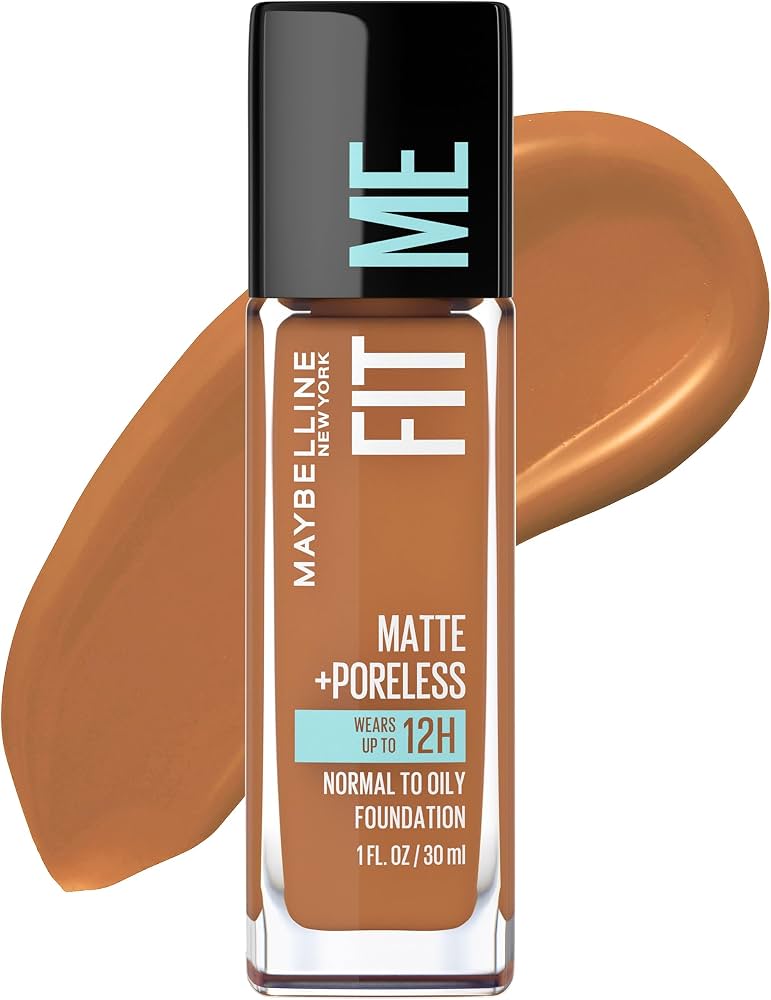 FIT ME
MAYBELLINE
NEW YORK
MATTE
+PORELESS
WEARS
UP TO 12H
NORMAL TO OILY
FOUNDATION
1 FL. OZ / 30 ml